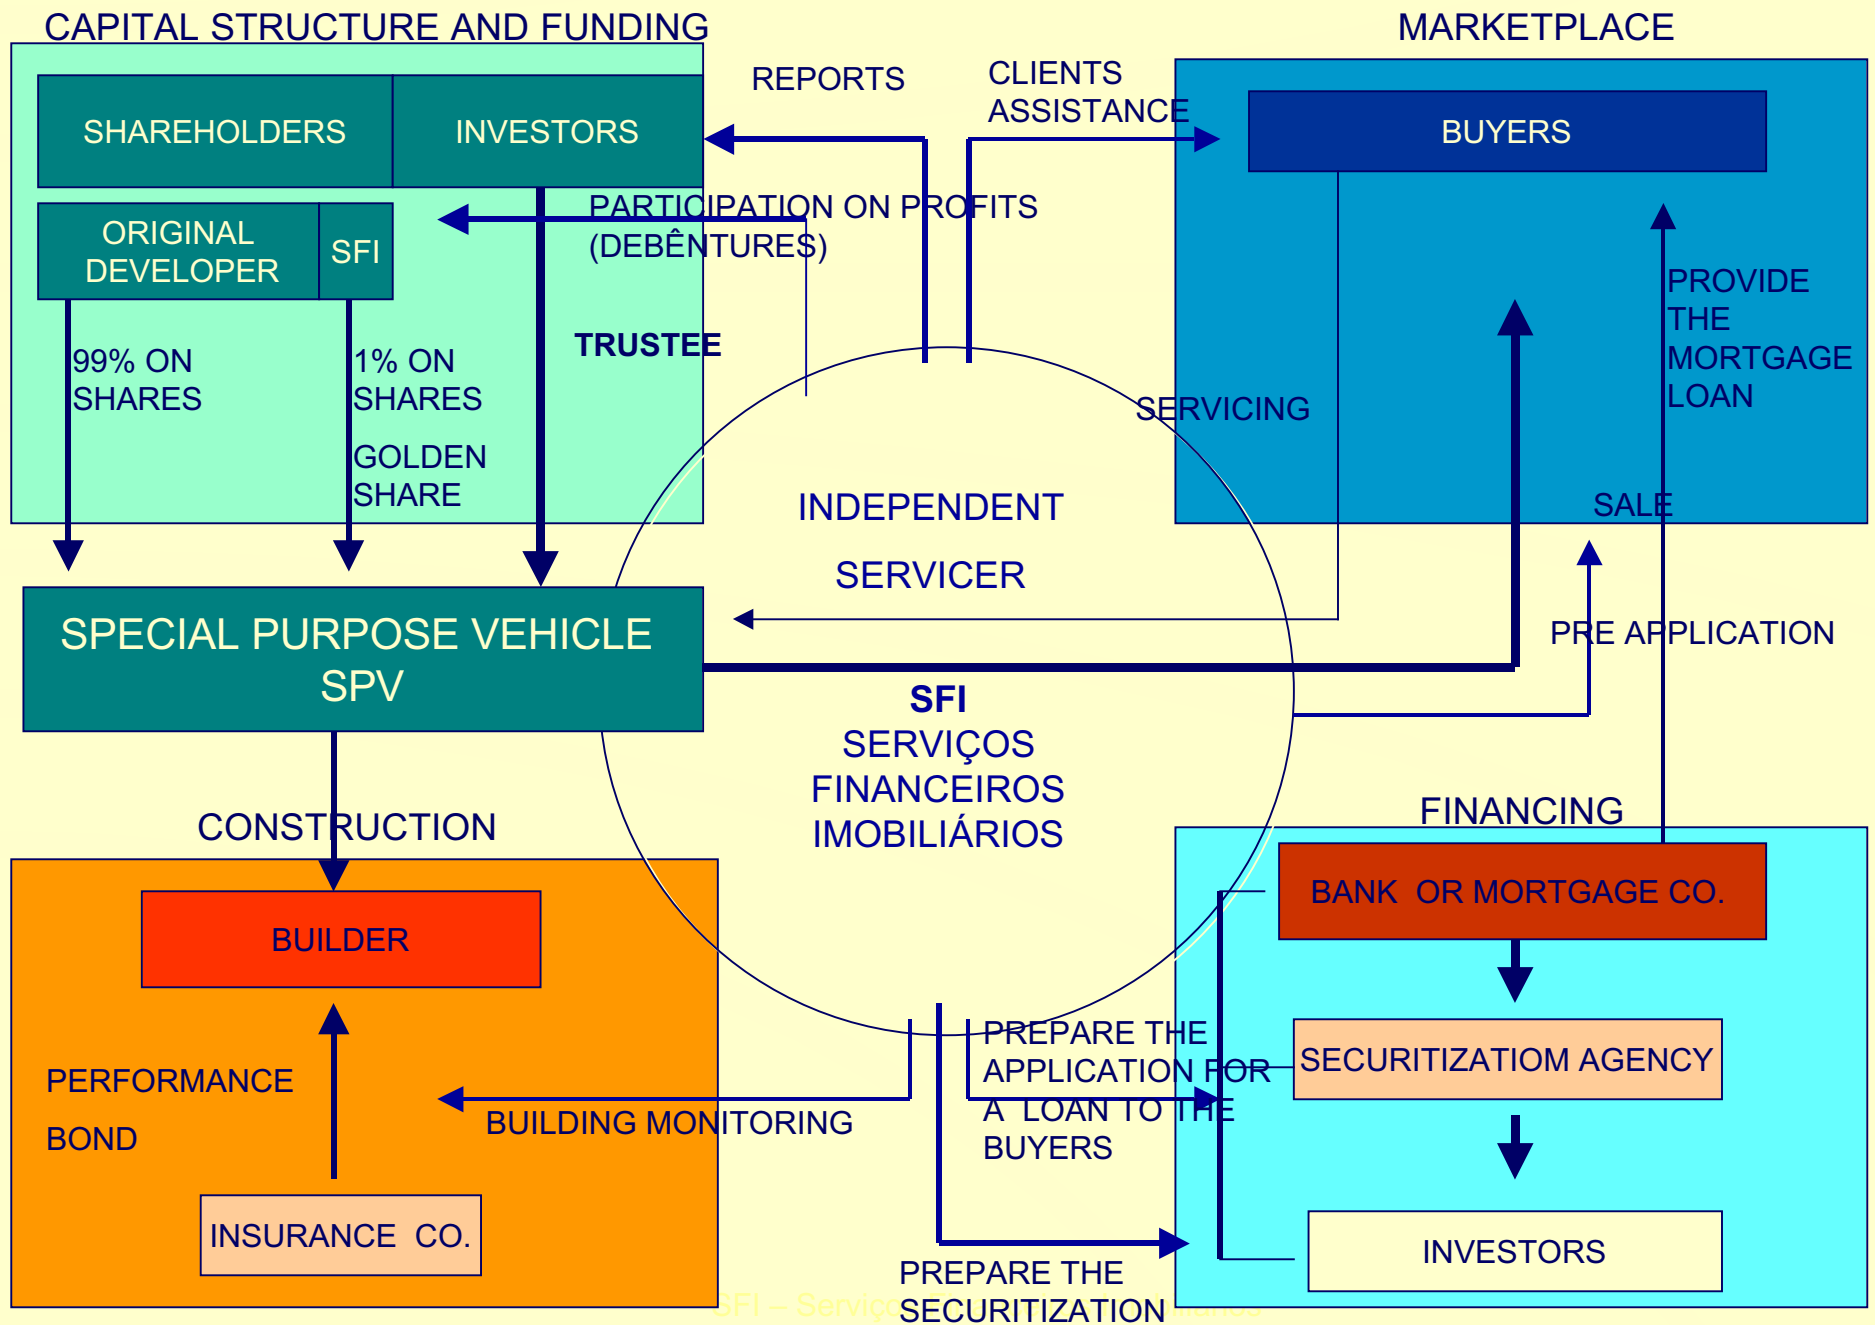 CAPITAL STRUCTURE AND FUNDING
MARKETPLACE
SHAREHOLDERS
INVESTORS
REPORTS
CLIENTS
ASSISTANCE
BUYERS
ORIGINAL
DEVELOPER
SFI
PARTICIPATION ON PROFITS
(DEBÊNTURES)
TRUSTEE
99% ON
SHARES
1% ON
SHARES
GOLDEN
SHARE
PROVIDE
THE
MORTGAGE
LOAN
SERVICING
SALE
INDEPENDENT
SERVICER
SPECIAL PURPOSE VEHICLE
SPV
PRE APPLICATION
SFI
SERVIÇOS
FINANCEIROS
IMOBILIÁRIOS
CONSTRUCTION
FINANCING
BUILDER
BANK OR MORTGAGE CO.
PERFORMANCE
BOND
BUILDING MONITORING
PREPARE THE
APPLICATION FOR
A LOAN TO THE
BUYERS
SECURITIZATIOM AGENCY
INSURANCE CO.
INVESTORS
PREPARE THE
SECURITIZATION
SFI – Serviços